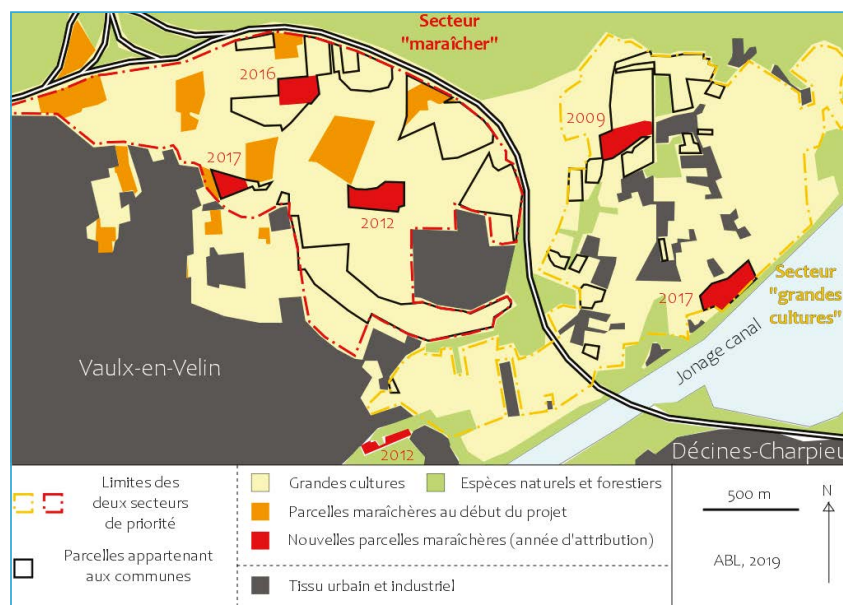 Secteur
"maraîcher"
2016
2009
2017
2012
2017
Secteur
"grandes
cultures"
Jonage canal
Vaulx-en-Velin
2012
Décines-Charpieu
Limites des
deux secteurs
de priorité
Parcelles appartenant
aux communes
Grandes cultures
Espèces naturels et forestiers
Parcelles maraîchères au début du projet
Nouvelles parcelles maraîchères (année d'attribution)
Tissu urbain et industriel
500 m
N
ABL, 2019